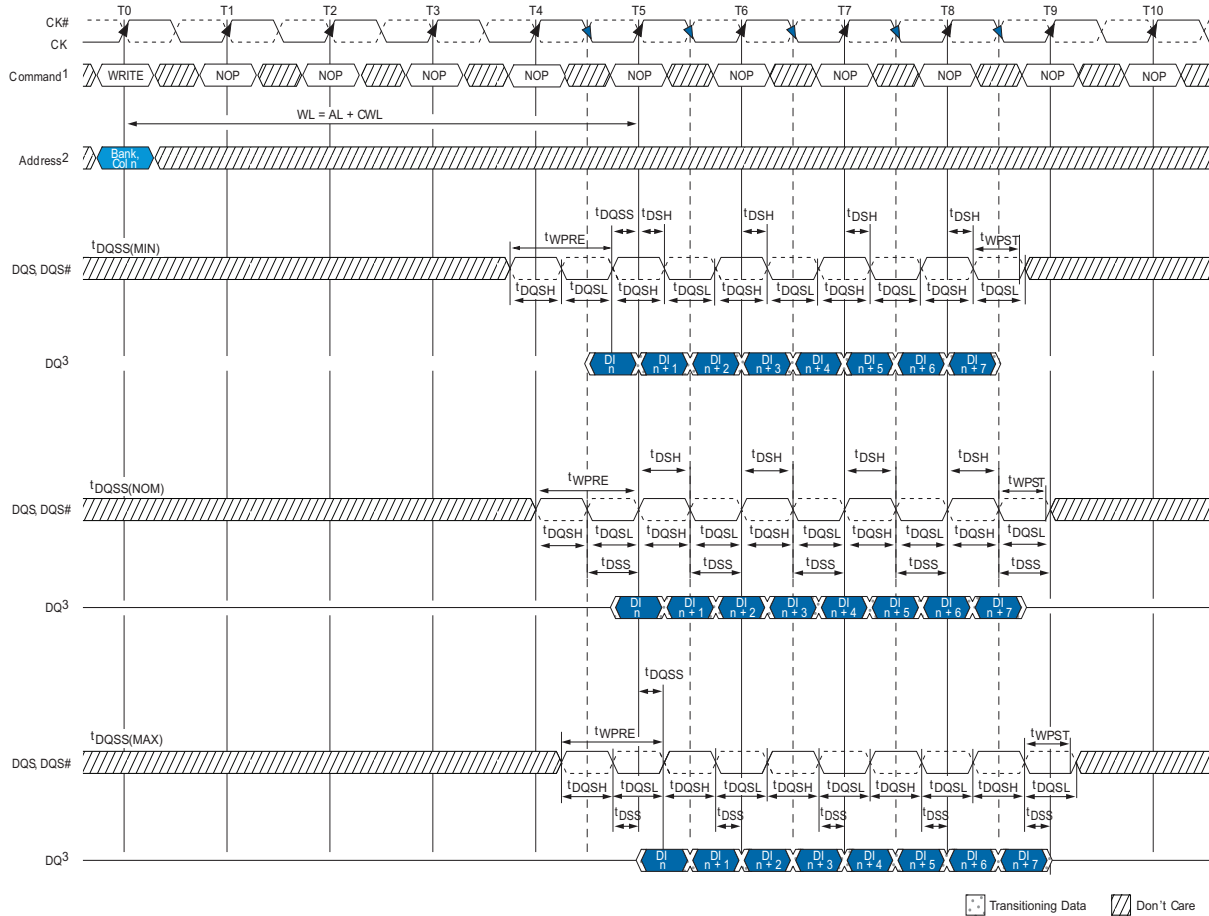 T0 T1 T2 T3 T4 T5 T6 T7 T8 T9 T10
CK#
CK
Command1 WRITE NOP NOP NOP NOP NOP NOP NOP NOP NOP NOP
WL = AL + CWL
Address2 Bank, Col n
tDQSS tDSH tDSH tDSH tDSH
tDQSS(MIN) tWPRE tWPST
DQS, DQS#
tDQSH tDQSL tDQSH tDQSL tDQSH tDQSL tDQSH tDQSL tDQSH tDQSL
DQ3 DI n DI n + 1 DI n + 2 DI n + 3 DI n + 4 DI n + 5 DI n + 6 DI n + 7
tDSH tDSH tDSH tDSH
tDQSS(NOM) tWPRE tWPST
DQS, DQS#
tDQSH tDQSL tDQSH tDQSL tDQSH tDQSL tDQSH tDQSL tDQSH tDQSL
tDSS tDSS tDSS tDSS tDSS
DQ3 DI n DI n + 1 DI n + 2 DI n + 3 DI n + 4 DI n + 5 DI n + 6 DI n + 7
tDQSS
tDQSS(MAX) tWPRE tWPST
DQS, DQS#
tDQSH tDQSL tDQSH tDQSL tDQSH tDQSL tDQSH tDQSL tDQSH tDQSL
tDSS tDSS tDSS tDSS tDSS
DQ3 DI n DI n + 1 DI n + 2 DI n + 3 DI n + 4 DI n + 5 DI n + 6 DI n + 7
Transitioning Data Don't Care